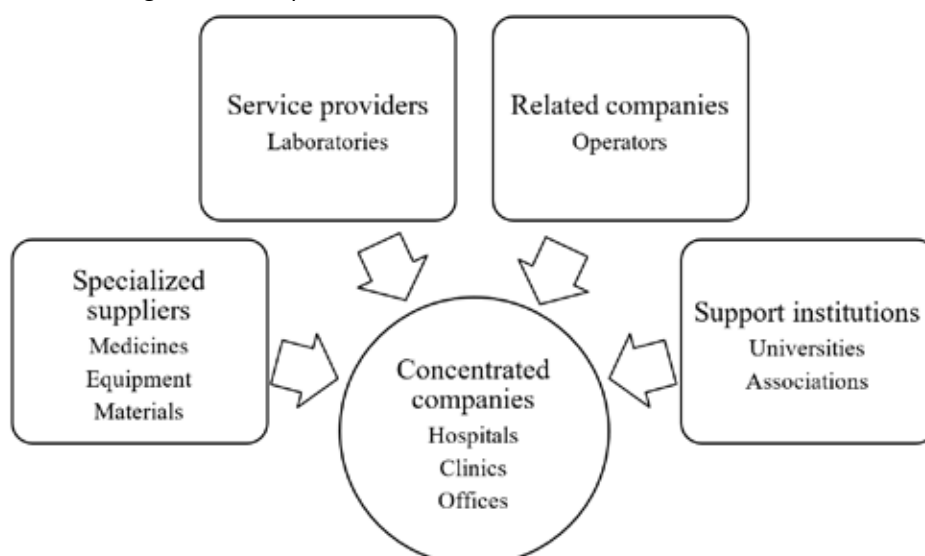 Service providers
Laboratories
Related companies
Operators
Specialized
suppliers
Medicines
Equipment
Materials
Support institutions
Universities
Associations
Concentrated
companies
Hospitals
Clinics
Offices